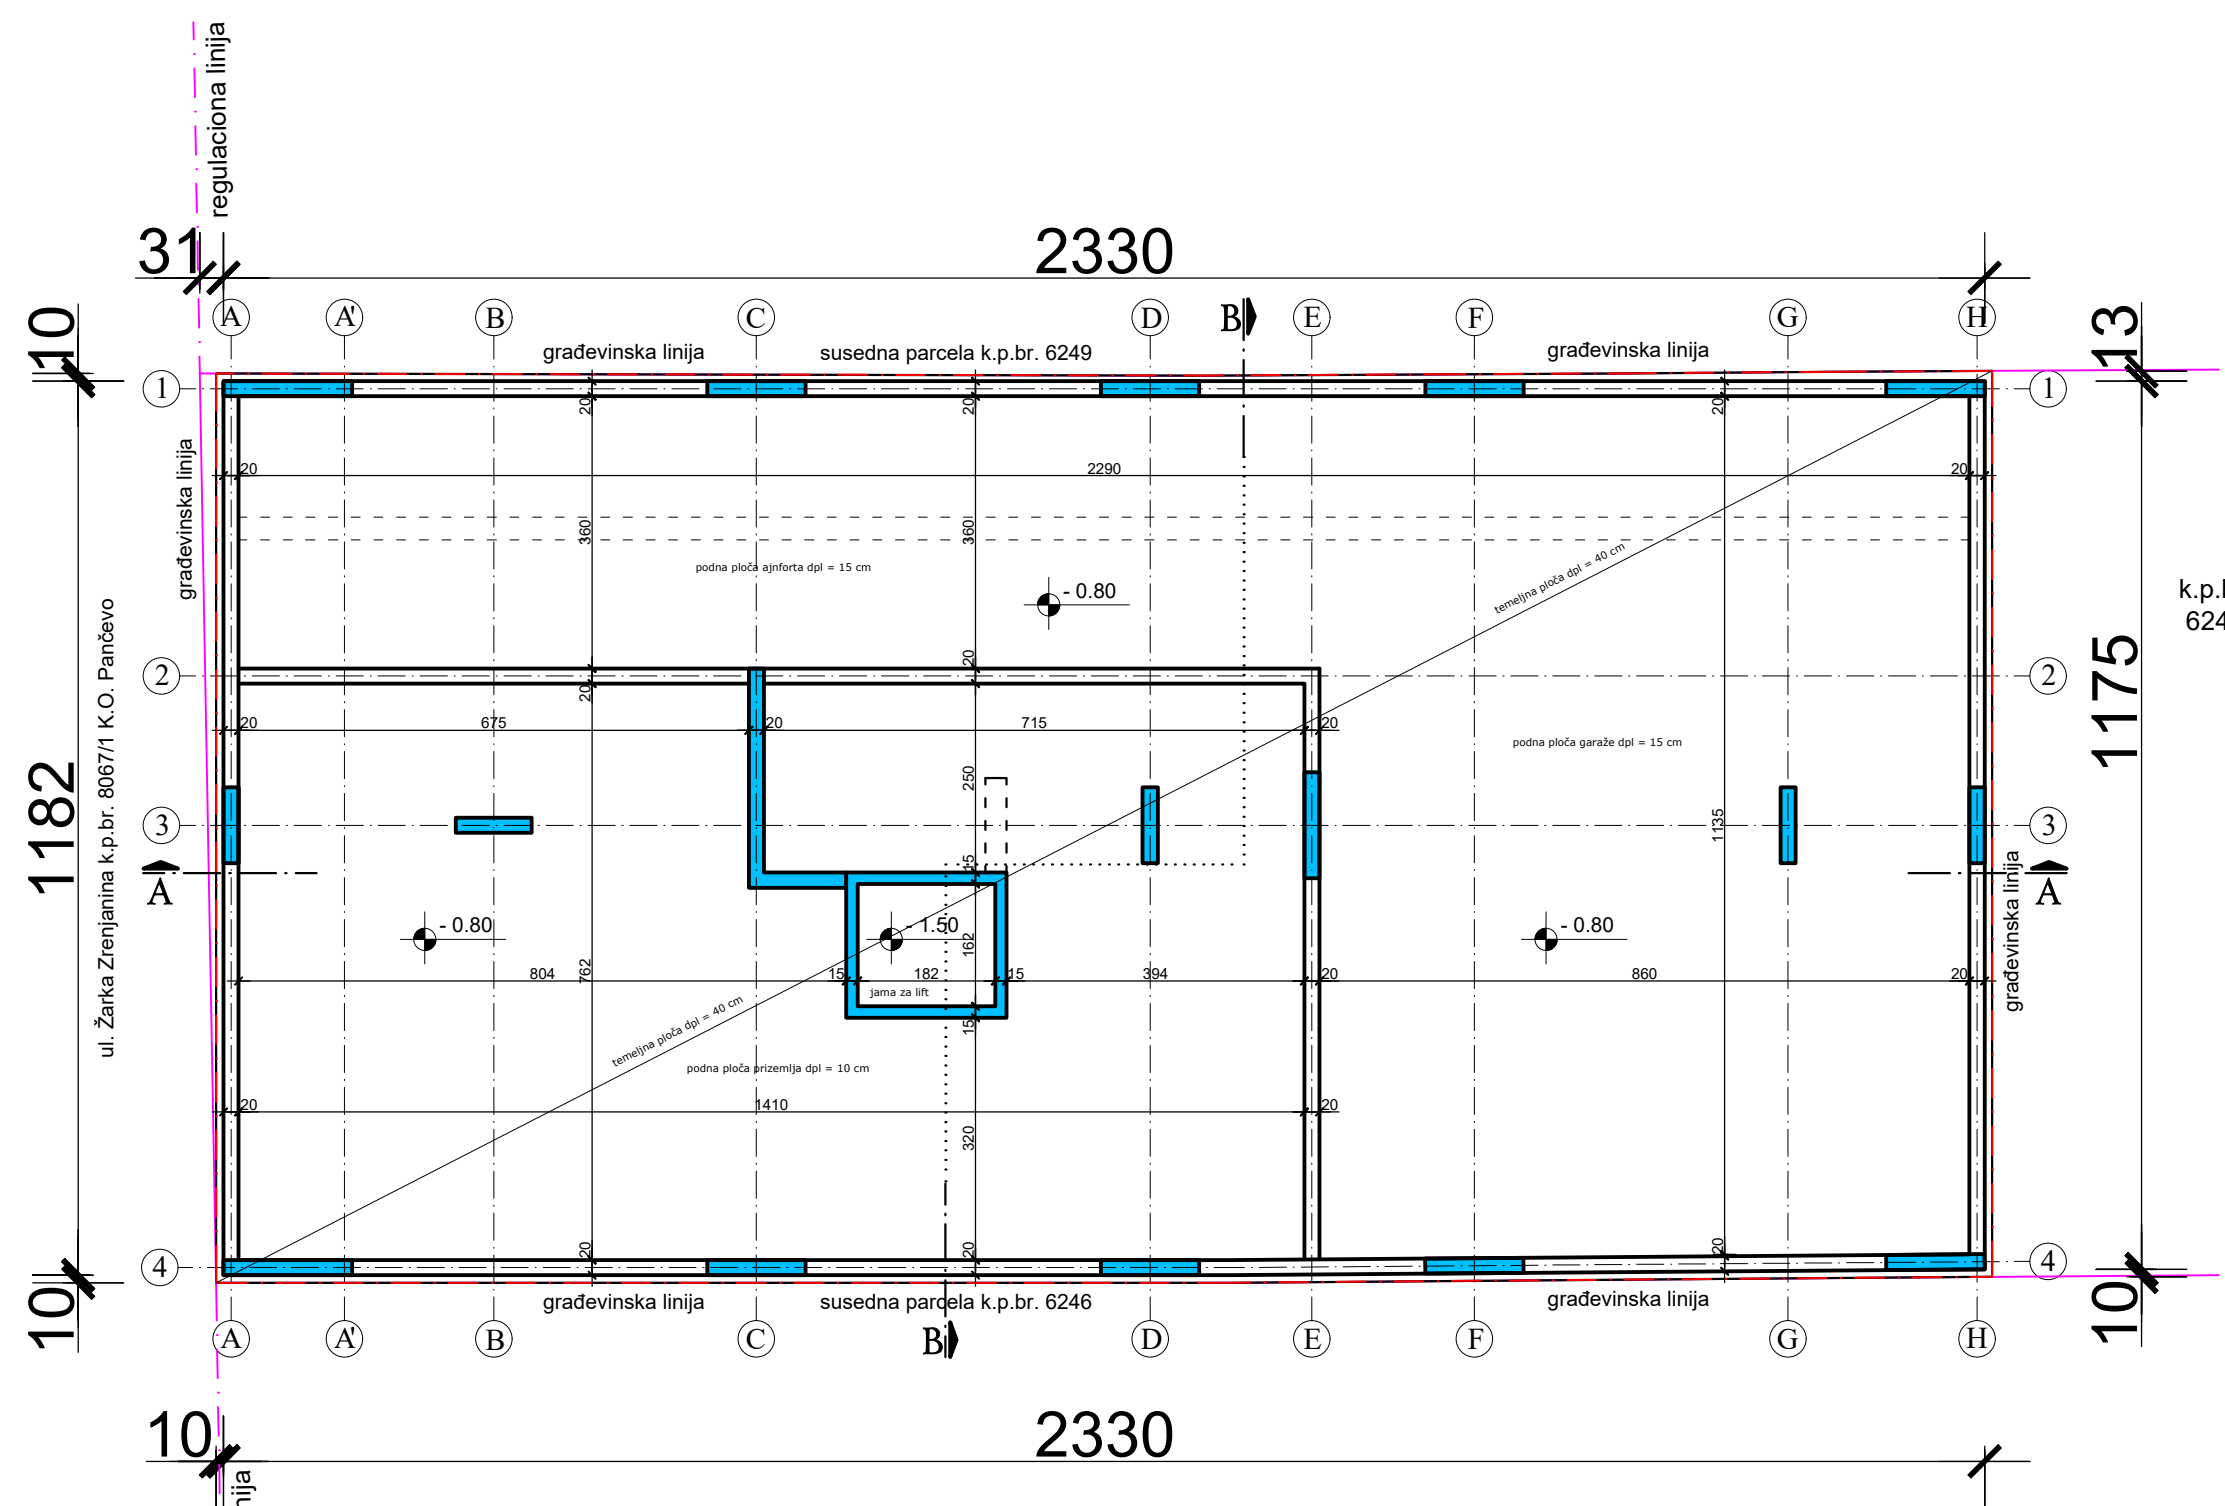 regulaciona linija
31
2330
10
13
A
A'
B
C
D
B
E
F
G
H
građevinska linija
susedna parcela k.p.br. 6249
građevinska linija
1
1
20
20
20
20
2290
20
građevinska linija
360
360
podna ploča ajnforta dpl = 15 cm
temeljna ploča dpl = 40 cm
- 0.80
k.p.
624
ul. Žarka Zrenjanina k.p.br. 8067/1 K.O. Pančevo
1182
1175
2
2
20
20
20
675
20
715
20
podna ploča garaže dpl = 15 cm
250
1135
3
3
15
A
A
građevinska linija
- 0.80
- 1.50
- 0.80
162
804
762
15
182
15
394
20
860
20
jama za lift
15
temeljna ploča dpl = 40 cm
podna ploča prizemlja dpl = 10 cm
20
1410
20
320
20
20
20
4
4
10
10
građevinska linija
susedna parcela k.p.br. 6246
građevinska linija
A
A'
B
C
B
D
E
F
G
H
10
2330
nija